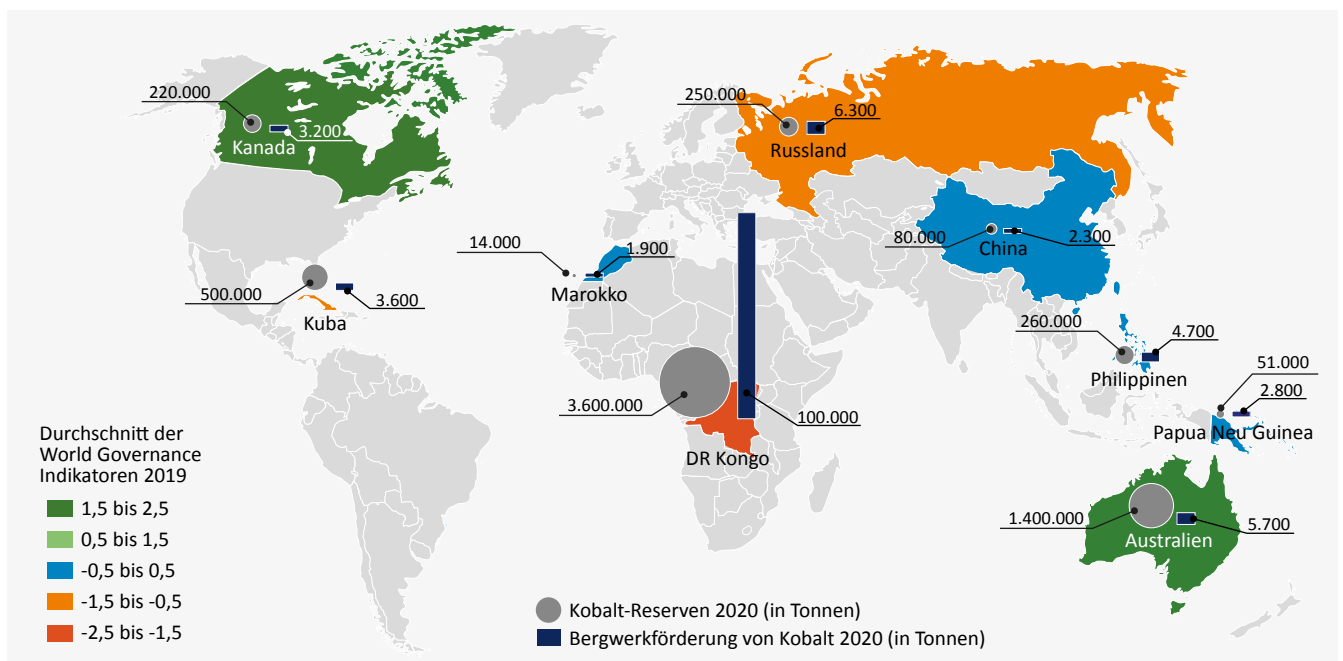 220.000
3.200
Kanada
250.000
6.300
Russland
80.000
2.300
China
14.000
1.900
Marokko
500.000
3.600
Kuba
260.000
4.700
Philippinen
51.000
2.800
Papua Neu Guinea
3.600.000
100.000
DR Kongo
1.400.000
5.700
Australien
Durchschnitt der
World Governance
Indikatoren 2019
1,5 bis 2,5
0,5 bis 1,5
-0,5 bis 0,5
-1,5 bis -0,5
-2,5 bis -1,5
Kobalt-Reserven 2020 (in Tonnen)
Bergwerkförderung von Kobalt 2020 (in Tonnen)